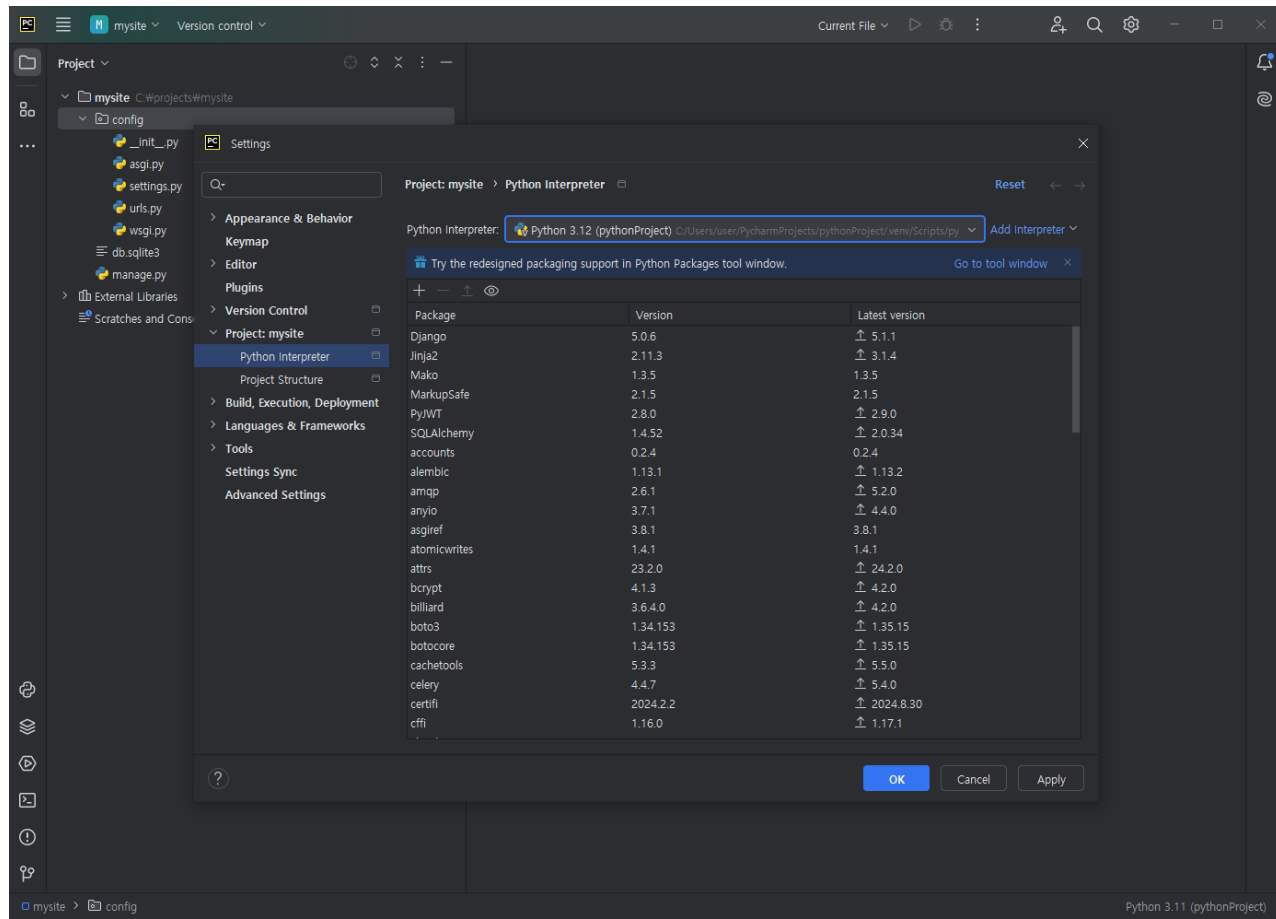 PC M mysite Version control Current File
Project
mysite C:₩projects₩mysite
config
__init__.py
asgi.py
settings.py
urls.py
wsgi.py
db.sqlite3
manage.py
External Libraries
Scratches and Cons
PC Settings
Appearance & Behavior
Keymap
Editor
Plugins
Version Control
Project: mysite
Python Interpreter
Project Structure
Build, Execution, Deployment
Languages & Frameworks
Tools
Settings Sync
Advanced Settings
Project: mysite › Python Interpreter Reset
Python Interpreter: Python 3.12 (pythonProject) C:/Users/user/PycharmProjects/pythonProject/.venv/Scripts/py Add Interpreter
Try the redesigned packaging support in Python Packages tool window. Go to tool window
Package Version Latest version
Django 5.0.6 5.1.1
Jinja2 2.11.3 3.1.4
Mako 1.3.5 1.3.5
MarkupSafe 2.1.5 2.1.5
PyJWT 2.8.0 2.9.0
SQLAlchemy 1.4.52 2.0.34
accounts 0.2.4 0.2.4
alembic 1.13.1 1.13.2
amqp 2.6.1 5.2.0
anyio 3.7.1 4.4.0
asgiref 3.8.1 3.8.1
atomicwrites 1.4.1 1.4.1
attrs 23.2.0 24.2.0
bcrypt 4.1.3 4.2.0
billiard 3.6.4.0 4.2.0
boto3 1.34.153 1.35.15
botocore 1.34.153 1.35.15
cachetools 5.3.3 5.5.0
celery 4.4.7 5.4.0
certifi 2024.2.2 2024.8.30
cffi 1.16.0 1.17.1
? OK Cancel Apply
mysite > config Python 3.11 (pythonProject)